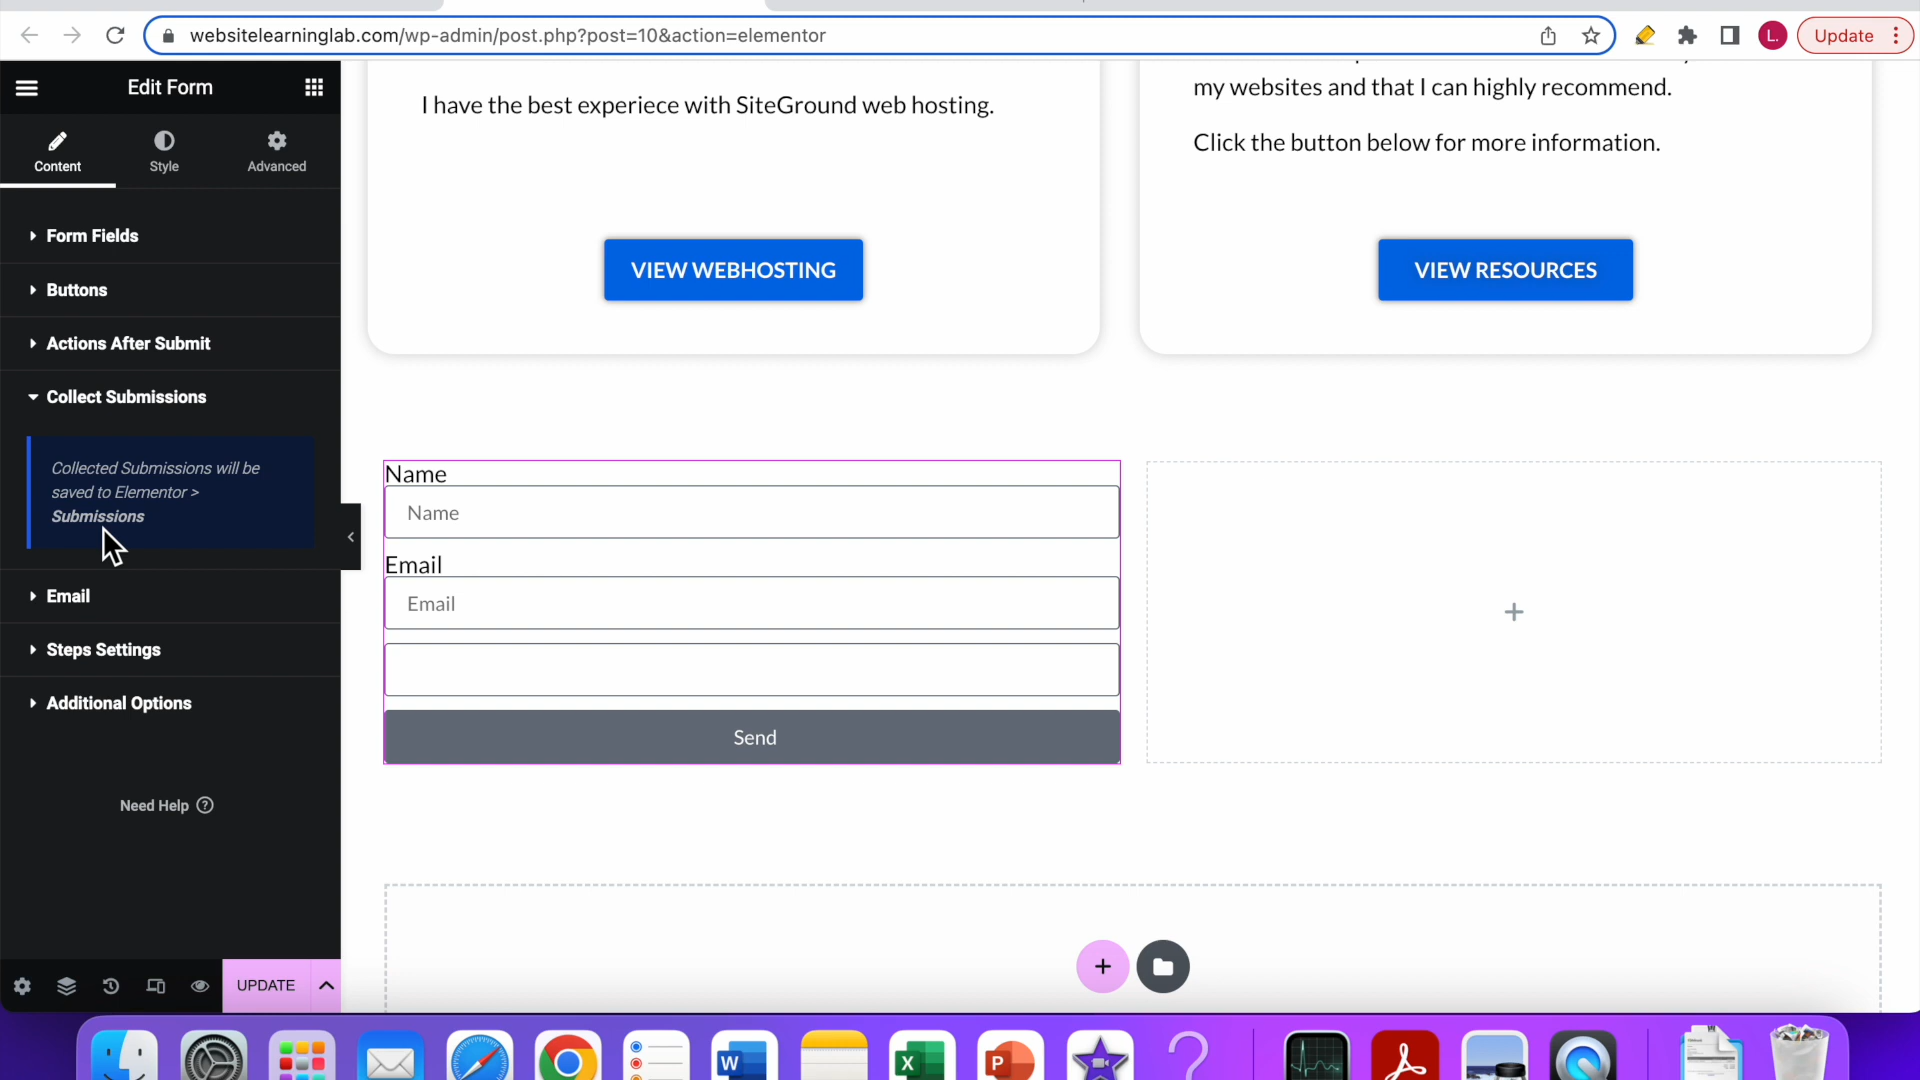 websitelearninglab.com/wp-admin/post.php?post=10&action=elementor
L.
Update
Edit Form
Content
Style
Advanced
Form Fields
Buttons
Actions After Submit
Collect Submissions
Collected Submissions will be
saved to Elementor >
Submissions
Email
Steps Settings
Additional Options
Need Help ?
UPDATE
I have the best experiece with SiteGround web hosting.
VIEW WEBHOSTING
my websites and that I can highly recommend.
Click the button below for more information.
VIEW RESOURCES
Name
Name
Email
Email
Send
W
X
P